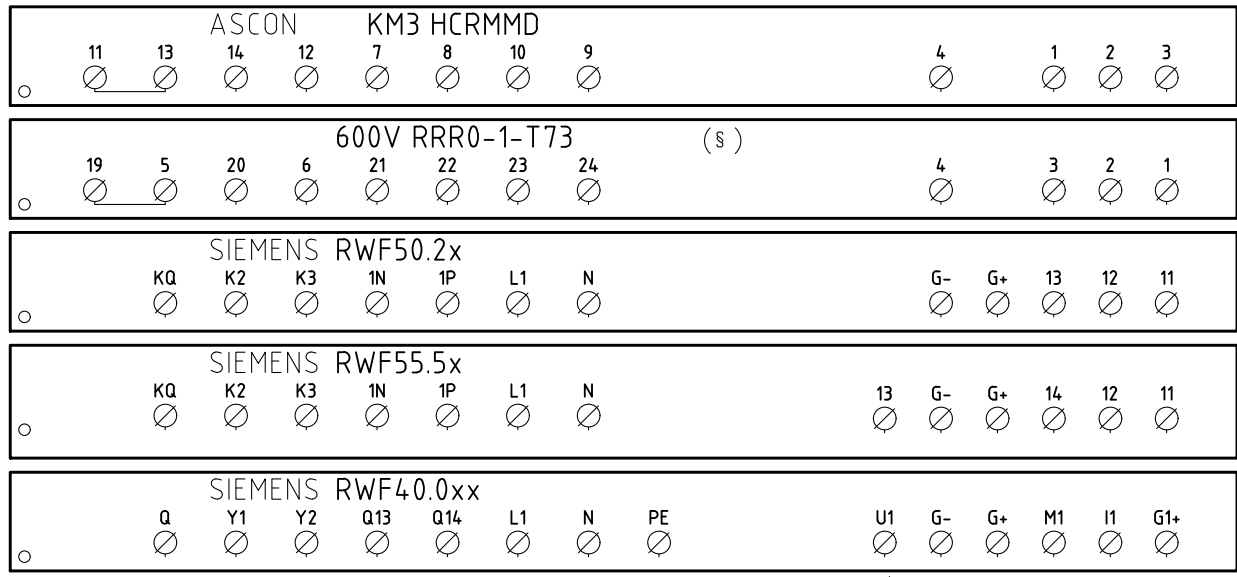 ASCON KM3 HCRMMD
11 13 14 12 7 8 10 9 4 1 2 3
600V RRR0-1-T73 (§)
19 5 20 6 21 22 23 24 4 3 2 1
SIEMENS RWF50.2x
KQ K2 K3 1N 1P L1 N G- G+ 13 12 11
SIEMENS RWF55.5x
KQ K2 K3 1N 1P L1 N 13 G- G+ 14 12 11
SIEMENS RWF40.0xx
Q Y1 Y2 Q13 Q14 L1 N PE U1 G- G+ M1 I1 G1+